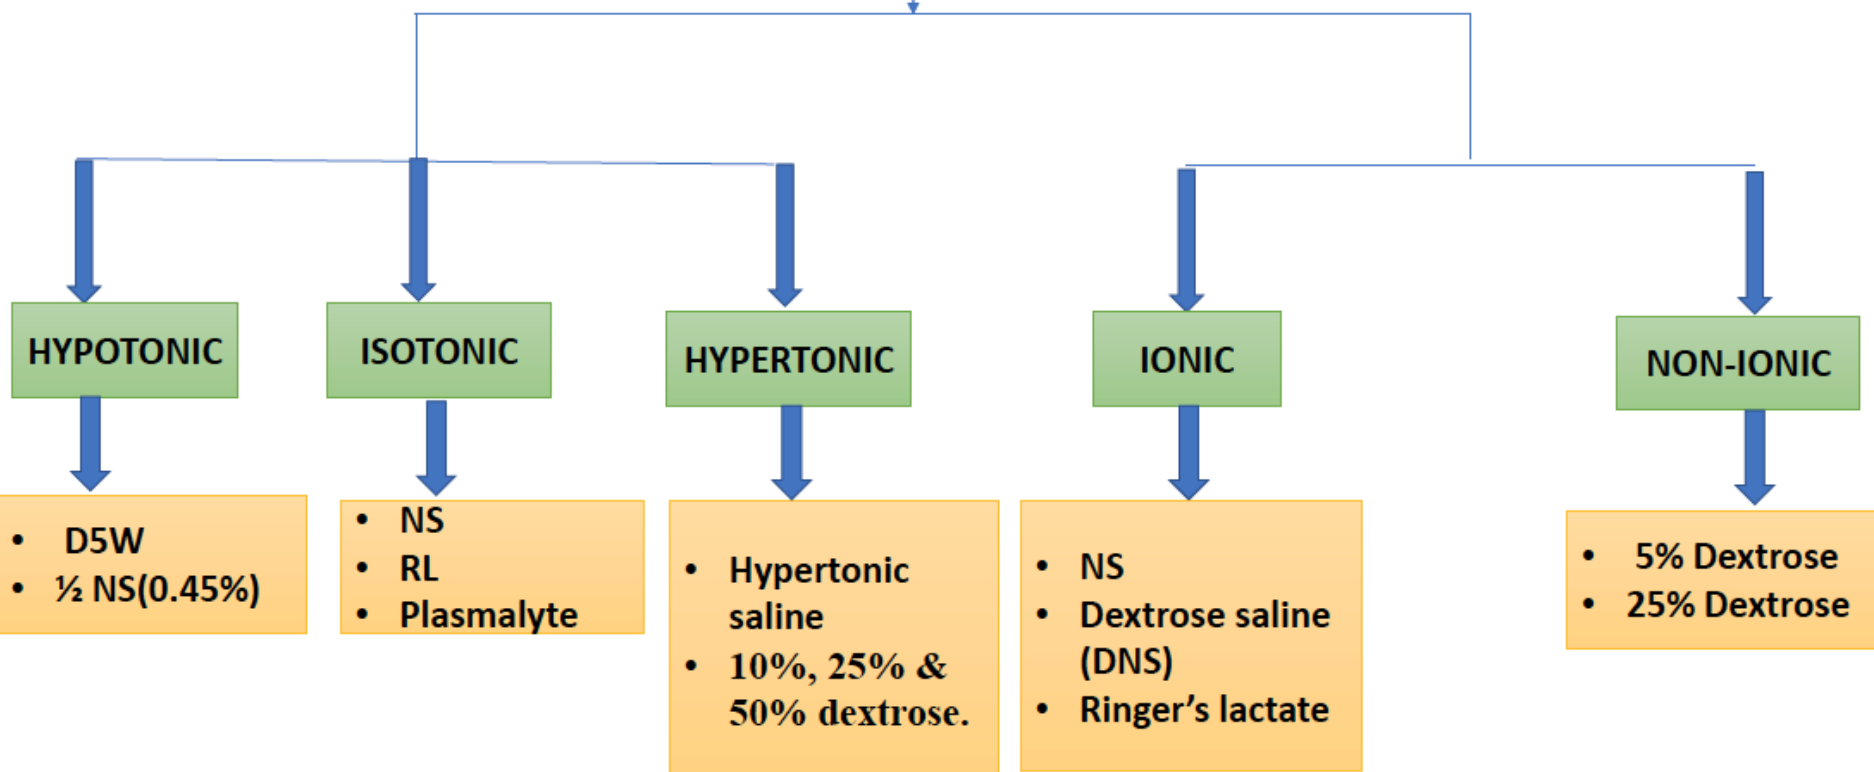 HYPOTONIC
ISOTONIC
HYPERTONIC
IONIC
NON-IONIC
• D5W
• ½ NS(0.45%)
• NS
• RL
• Plasmalyte
• Hypertonic
saline
• 10%, 25% &
50% dextrose.
• NS
• Dextrose saline
(DNS)
• Ringer’s lactate
• 5% Dextrose
• 25% Dextrose